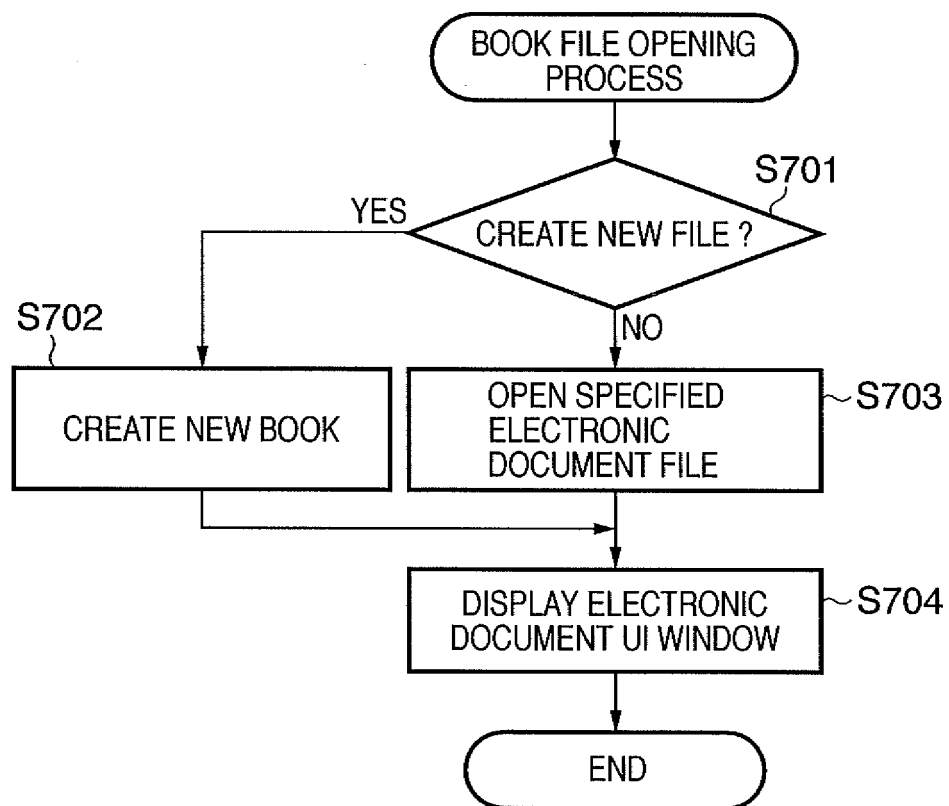 BOOK FILE OPENING
PROCESS
S701
YES
CREATE NEW FILE ?
S702
NO
CREATE NEW BOOK
OPEN SPECIFIED
ELECTRONIC
DOCUMENT FILE
S703
DISPLAY ELECTRONIC
DOCUMENT UI WINDOW
S704
END